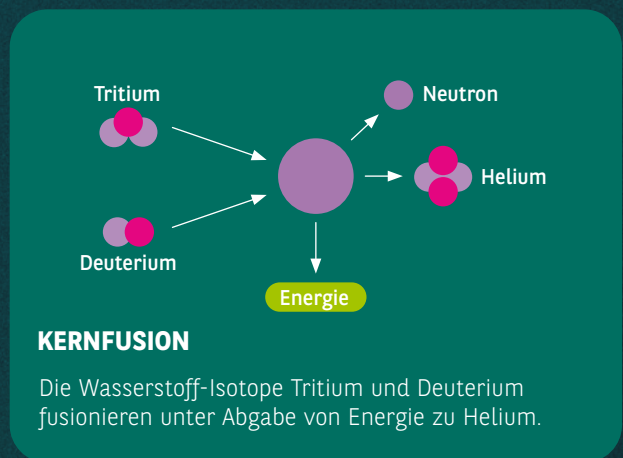 Tritium
Neutron
Helium
Deuterium
Energie
KERNFUSION
Die Wasserstoff-Isotope Tritium und Deuterium
fusionieren unter Abgabe von Energie zu Helium.